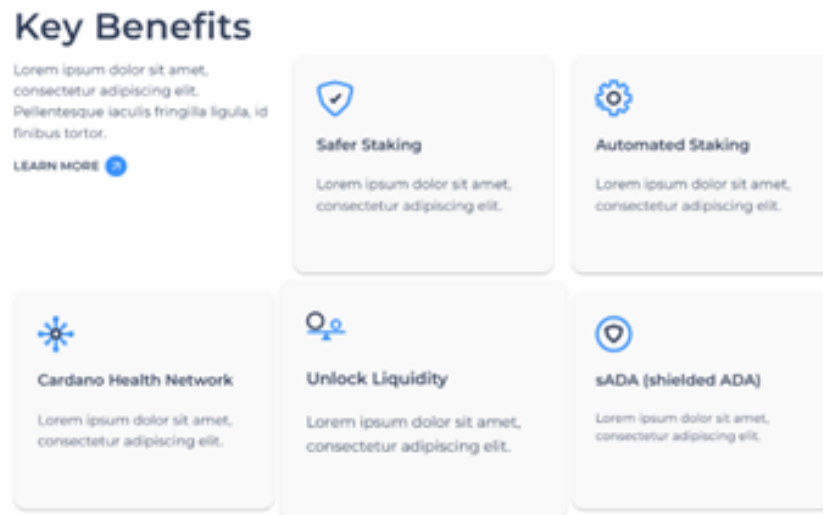 Key Benefits
Lorem ipsum dolor sit amet,
consectetur adipiscing elit.
Pellentesque iaculis fringilla ligula, id
finibus tortor.
LEARN MORE
Safer Staking
Lorem ipsum dolor sit amet,
consectetur adipiscing elit.
Automated Staking
Lorem ipsum dolor sit amet,
consectetur adipiscing elit.
Cardano Health Network
Lorem ipsum dolor sit amet,
consectetur adipiscing elit.
Unlock Liquidity
Lorem ipsum dolor sit amet,
consectetur adipiscing elit.
sADA (shielded ADA)
Lorem ipsum dolor sit amet,
consectetur adipiscing elit.